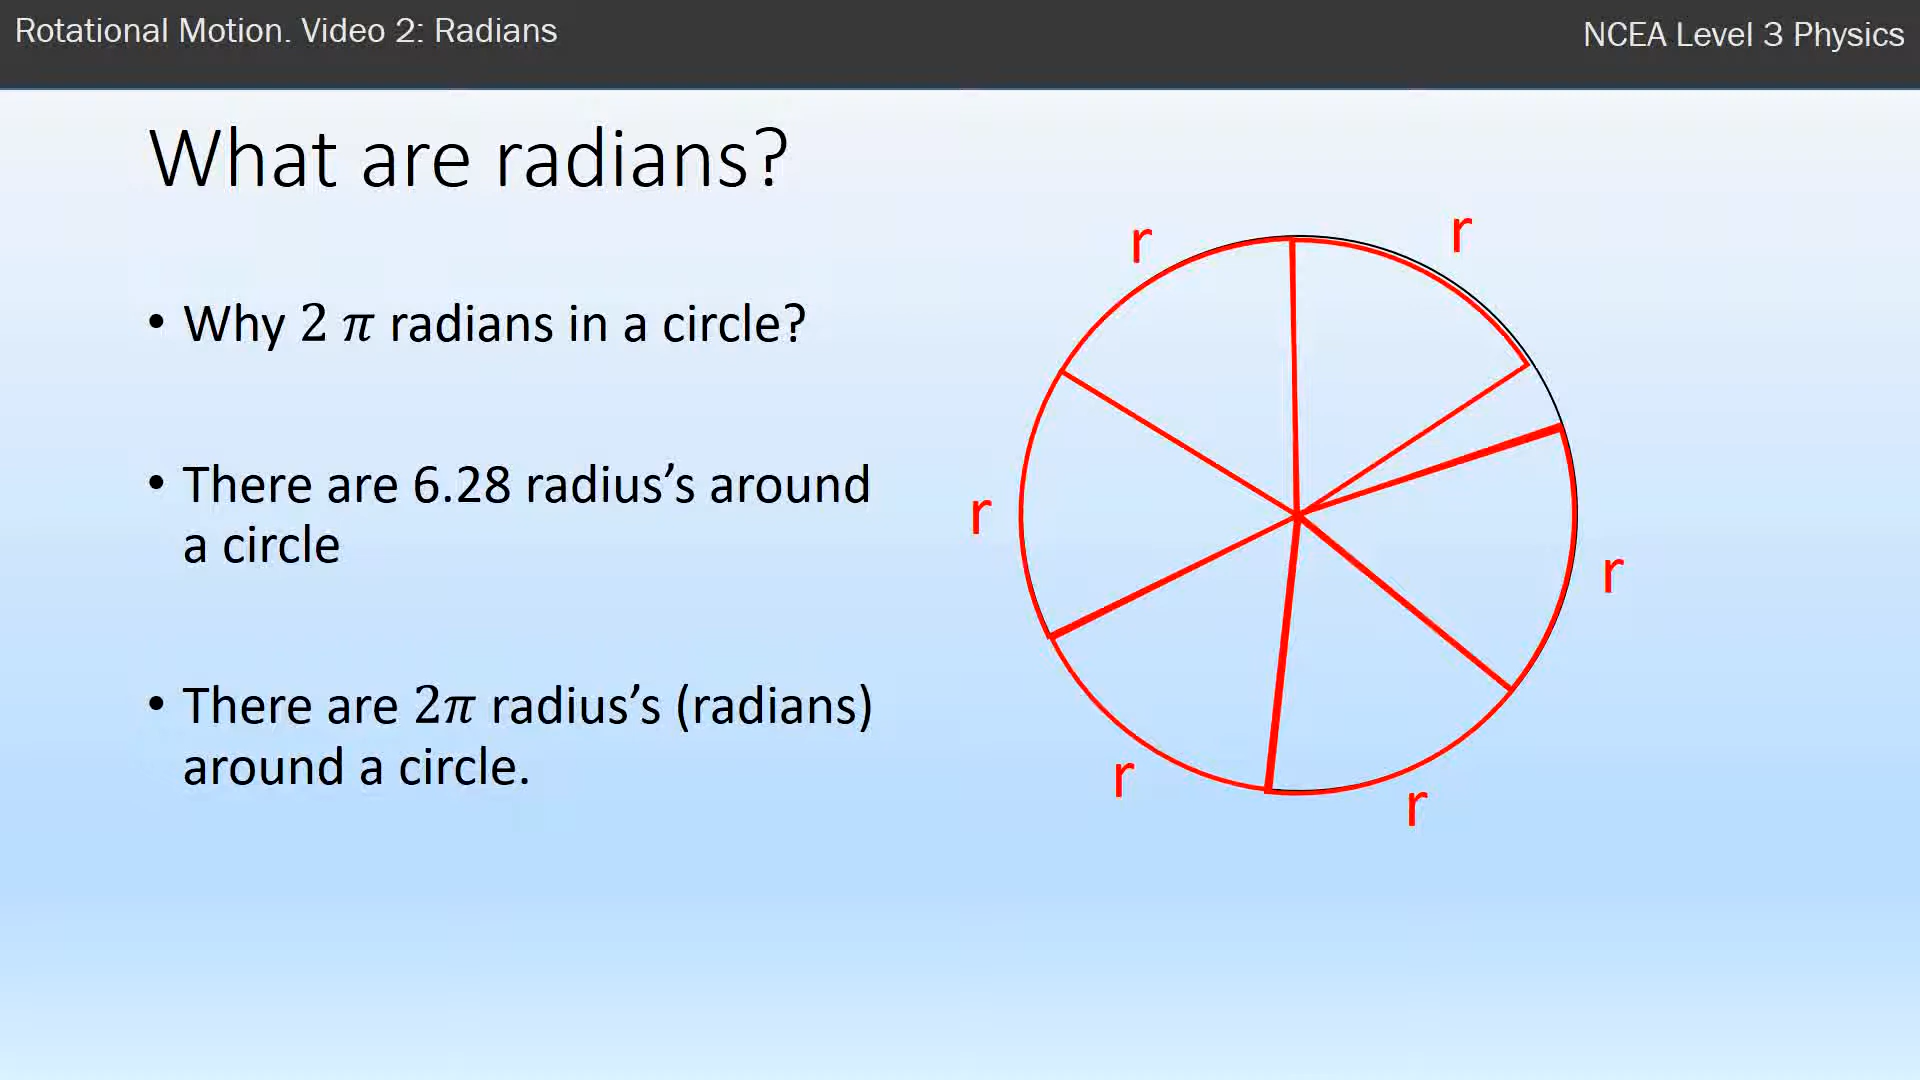 Rotational Motion. Video 2: Radians
NCEA Level 3 Physics
What are radians?
• Why 2 π radians in a circle?
• There are 6.28 radius’s around
a circle
• There are 2π radius’s (radians)
around a circle.
r
r
r
r
r
r